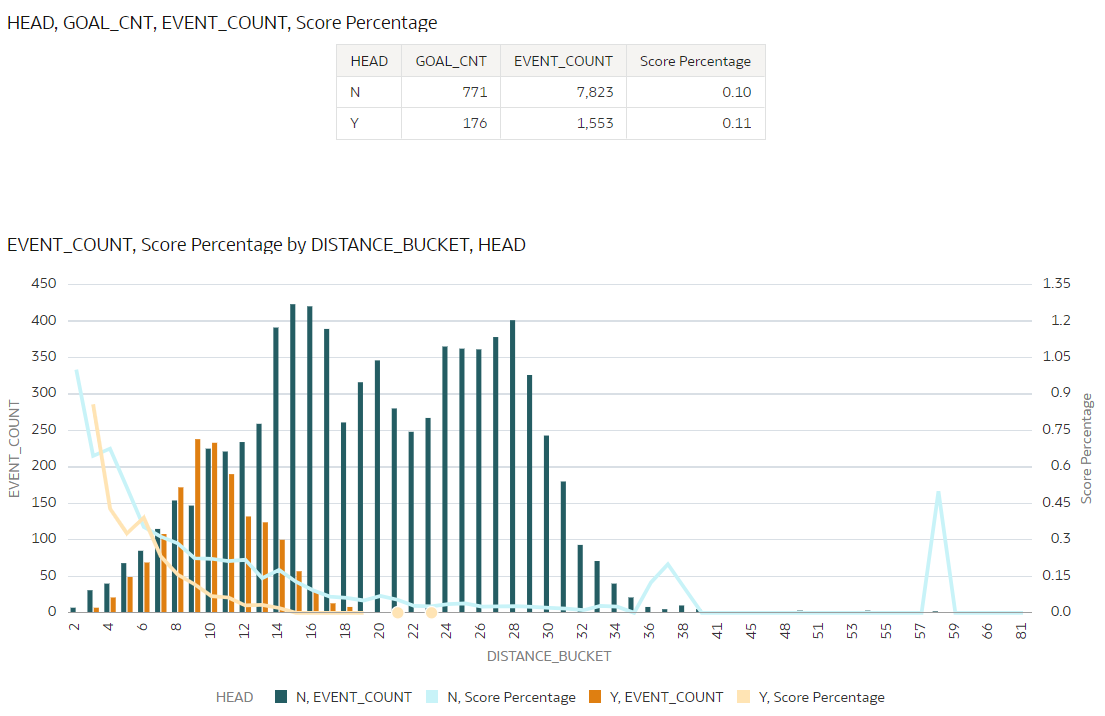 HEAD, GOAL_CNT, EVENT_COUNT, Score Percentage
HEAD GOAL_CNT EVENT_COUNT Score Percentage
N 771 7,823 0.10
Y 176 1,553 0.11
EVENT_COUNT, Score Percentage by DISTANCE_BUCKET, HEAD
450 1.35
400 1.2
350 1.05
300 0.9
250 0.75
200 0.6
150 0.45
100 0.3
50 0.15
0 0.0
EVENT_COUNT
Score Percentage
2 4 6 8 10 12 14 16 18 20 22 24 26 28 30 32 34 36 38 41 45 48 51 53 55 57 59 66 81
DISTANCE_BUCKET
HEAD N, EVENT_COUNT N, Score Percentage Y, EVENT_COUNT Y, Score Percentage